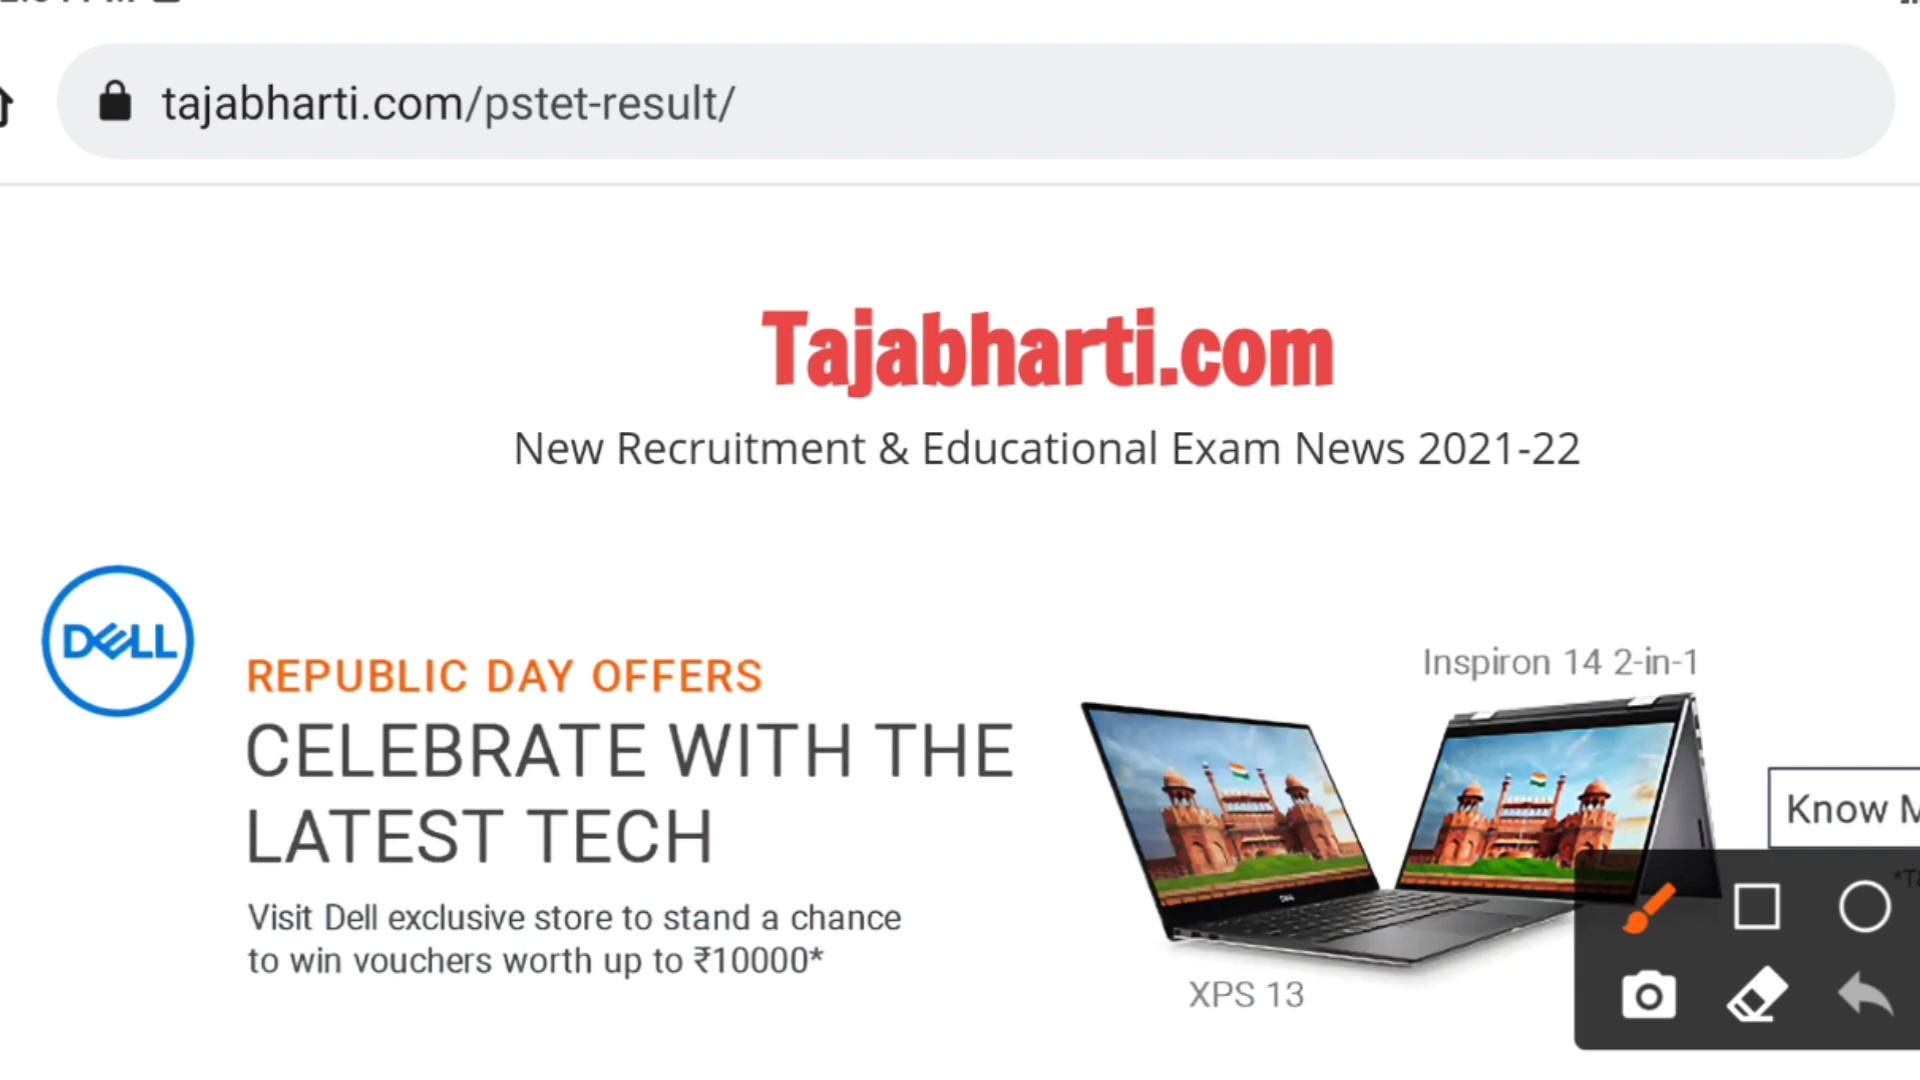 tajabharti.com/pstet-result/
Tajabharti.com
New Recruitment & Educational Exam News 2021-22
DELL
REPUBLIC DAY OFFERS
CELEBRATE WITH THE
LATEST TECH
Visit Dell exclusive store to stand a chance
to win vouchers worth up to ₹10000*
Inspiron 14 2-in-1
XPS 13
Know